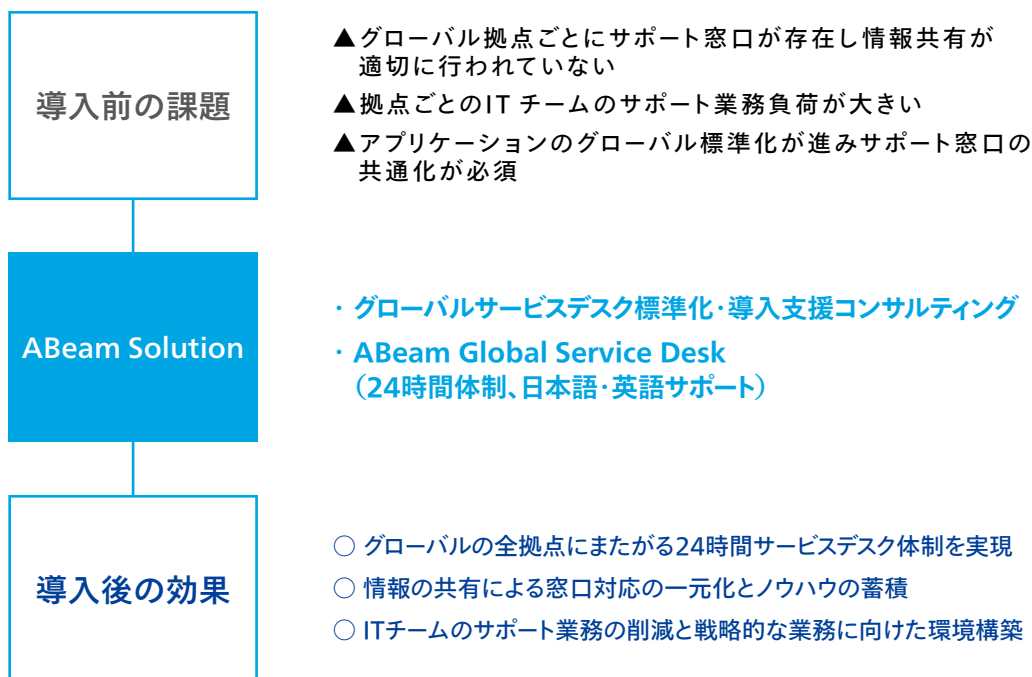 導入前の課題
▲グローバル拠点ごとにサポート窓口が存在し情報共有が
適切に行われていない
▲拠点ごとのIT チームのサポート業務負荷が大きい
▲アプリケーションのグローバル標準化が進みサポート窓口の
共通化が必須
ABeam Solution
・グローバルサービスデスク標準化・導入支援コンサルティング
・ABeam Global Service Desk
（24時間体制、日本語・英語サポート）
導入後の効果
○ グローバルの全拠点にまたがる24時間サービスデスク体制を実現
○ 情報の共有による窓口対応の一元化とノウハウの蓄積
○ ITチームのサポート業務の削減と戦略的な業務に向けた環境構築